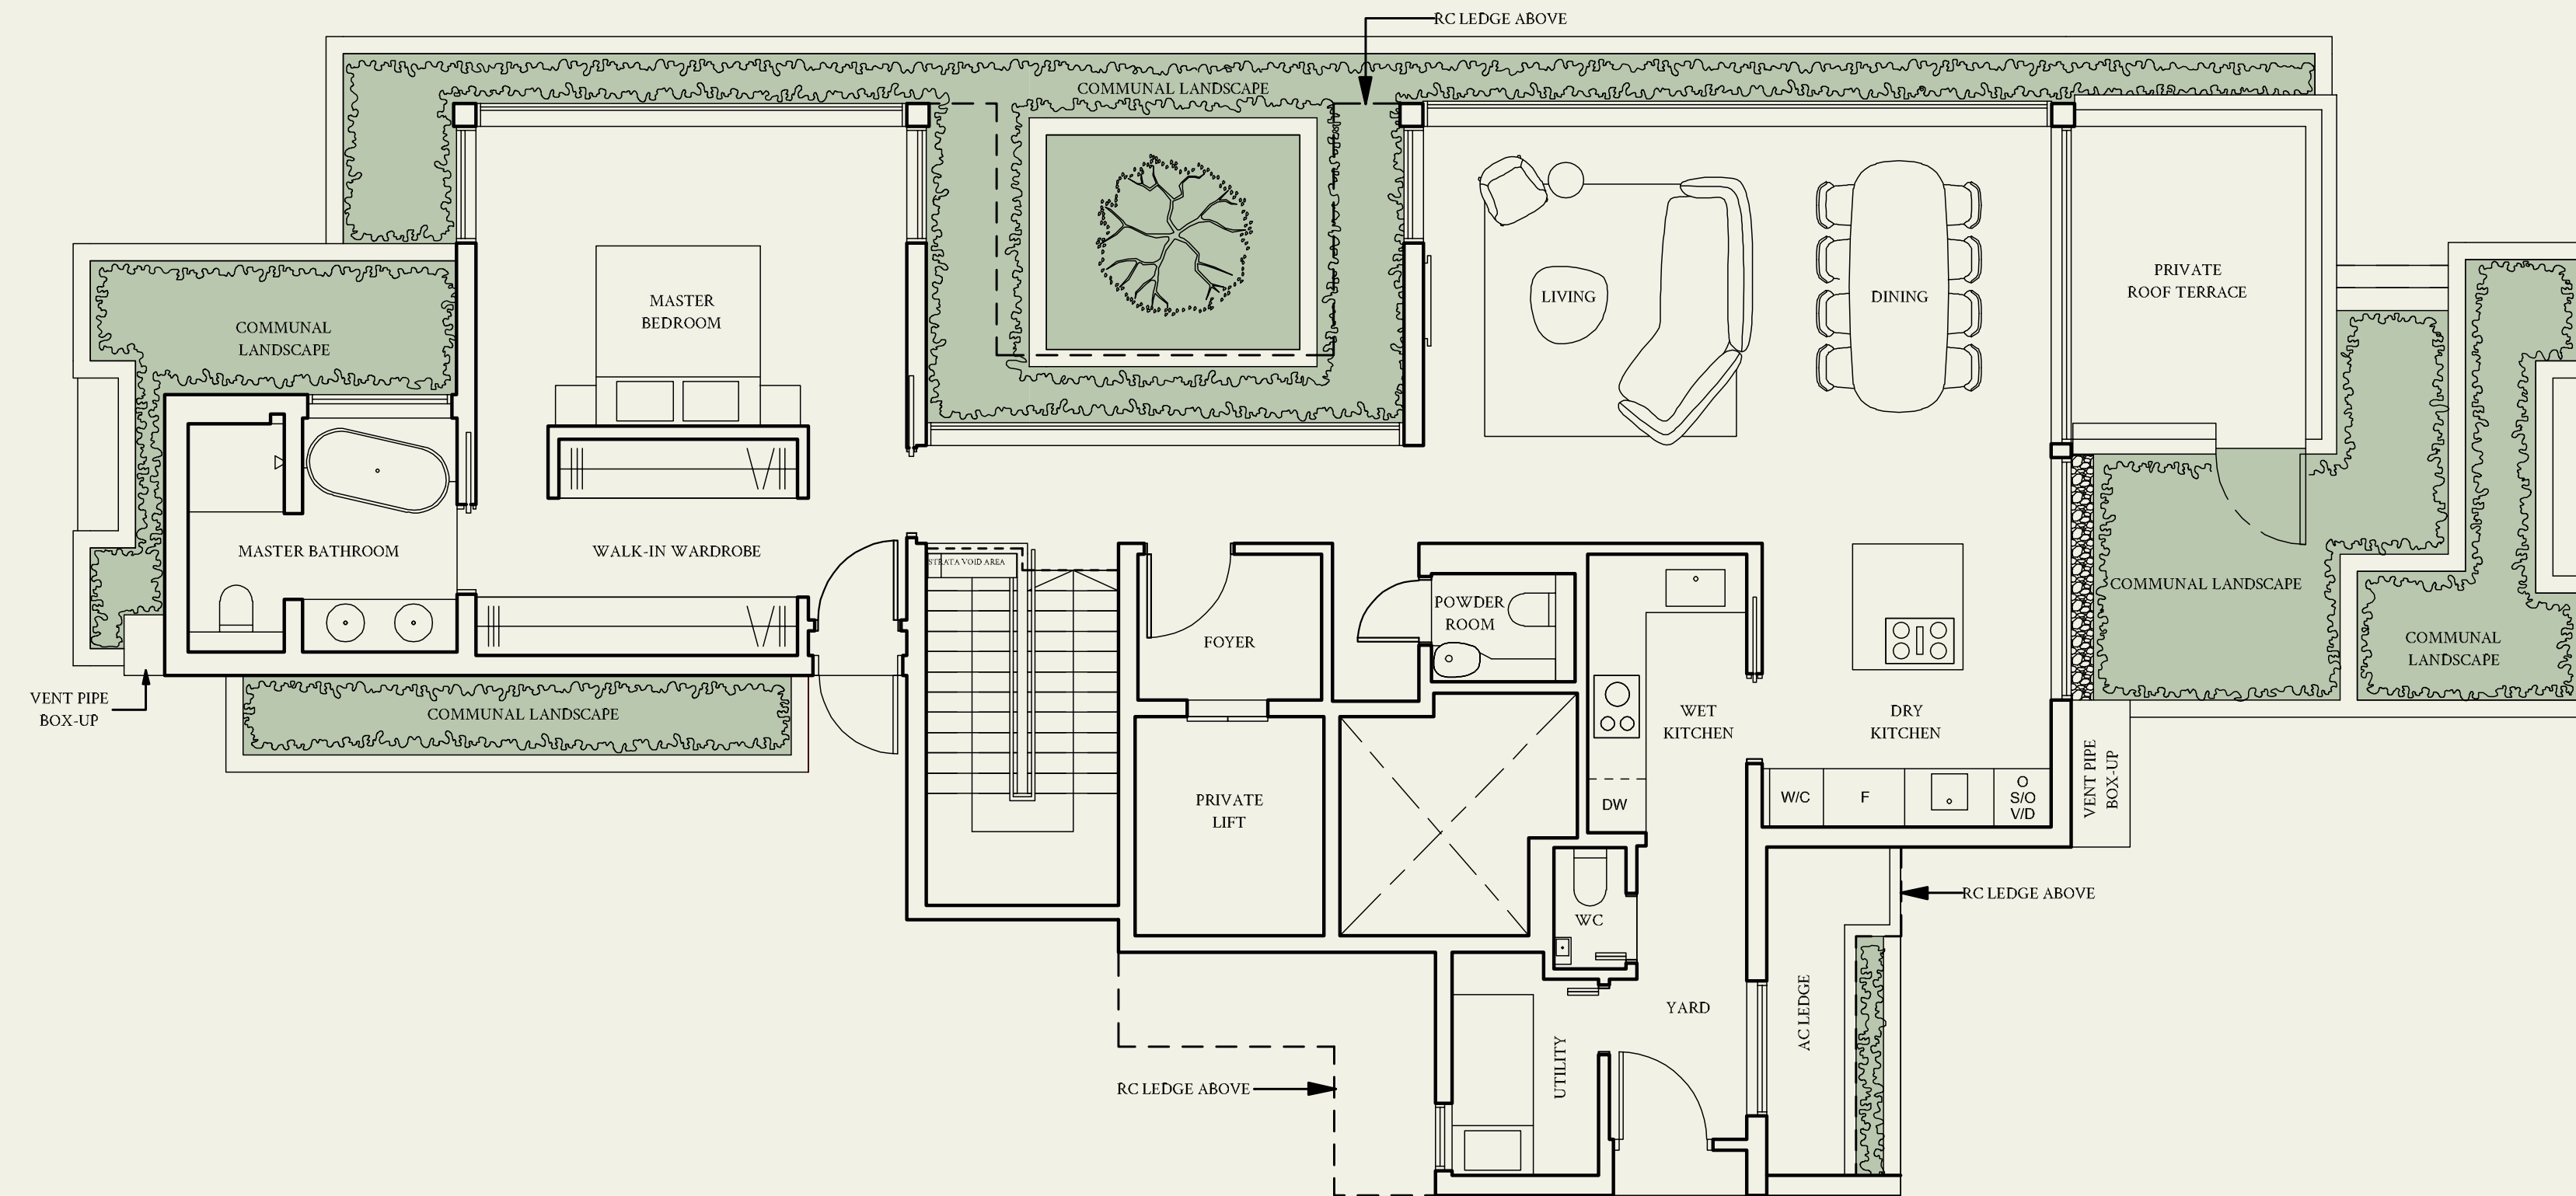 RC LEDGE ABOVE
COMMUNAL LANDSCAPE
MASTER
BEDROOM
LIVING
DINING
PRIVATE
ROOF TERRACE
COMMUNAL
LANDSCAPE
MASTER BATHROOM
WALK-IN WARDROBE
STRATA VOID AREA
FOYER
POWDER
ROOM
COMMUNAL LANDSCAPE
COMMUNAL
LANDSCAPE
VENT PIPE
BOX-UP
COMMUNAL LANDSCAPE
WET
KITCHEN
DRY
KITCHEN
PRIVATE
LIFT
DW
W/C
F
O
S/O
V/D
VENT PIPE
BOX-UP
WC
RC LEDGE ABOVE
YARD
AC LEDGE
UTILITY
RC LEDGE ABOVE